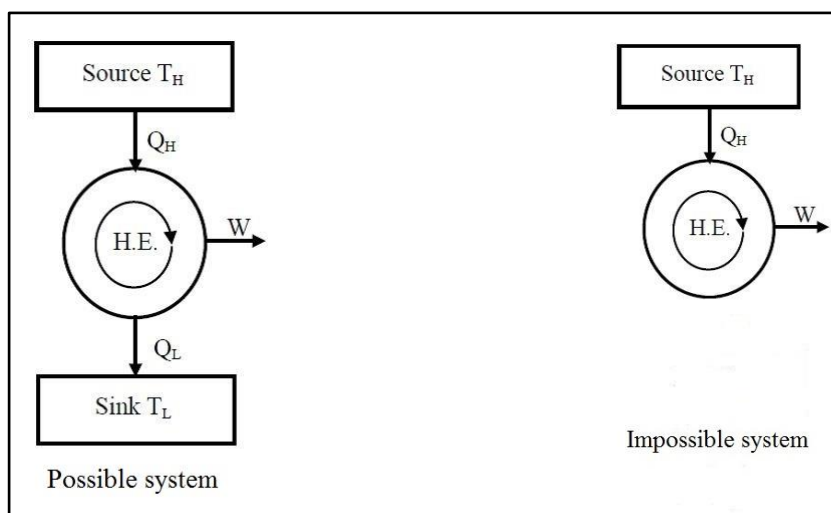 Source T_H
Q_H
H.E.
W
Q_L
Sink T_L
Possible system
Source T_H
Q_H
H.E.
W
Impossible system